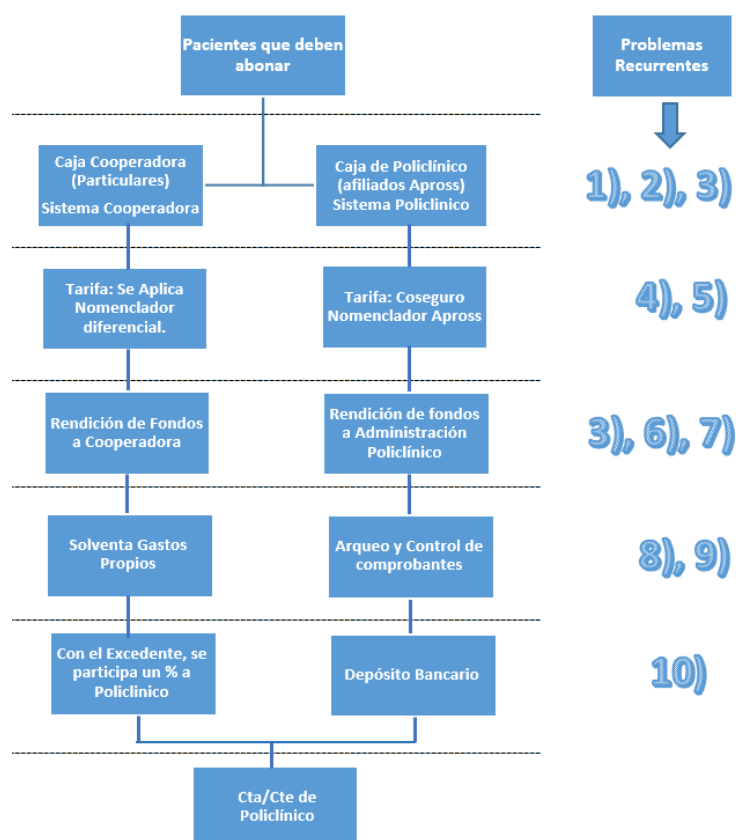 Pacientes que deben
abonar
Problemas
Recurrentes
Caja Cooperadora
(Particulares)
Sistema Cooperadora
Caja de Policlínico
(afiliados Apross)
Sistema Policlinico
1), 2), 3)
Tarifa: Se Aplica
Nomenclador
diferencial.
Tarifa: Coseguro
Nomenclador Apross
4), 5)
Rendición de Fondos
a Cooperadora
Rendición de fondos
a Administración
Policlínico
3), 6), 7)
Solventa Gastos
Propios
Arqueo y Control de
comprobantes
8), 9)
Con el Excedente, se
participa un % a
Policlinico
Depósito Bancario
10)
Cta/Cte de
Policlínico